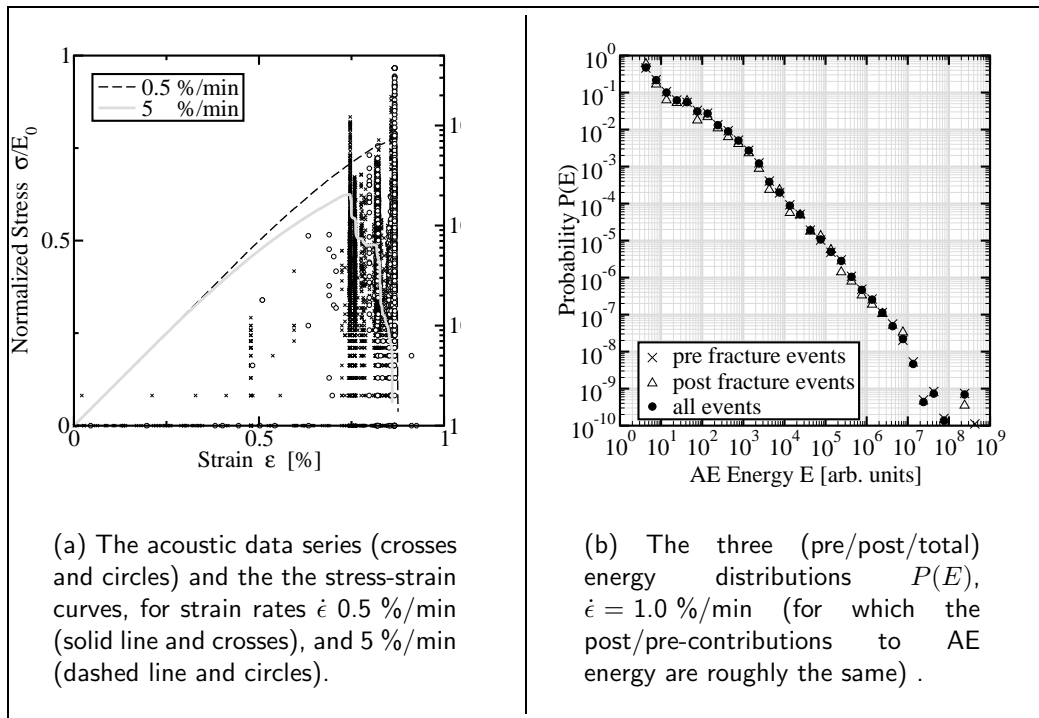 1
0.5
0
0
0.5
1
Normalized Stress σ/E0
Strain ε [%]
0.5 %/min
5 %/min
1
(a) The acoustic data series (crosses
and circles) and the the stress-strain
curves, for strain rates ϵ̇ 0.5 %/min
(solid line and crosses), and 5 %/min
(dashed line and circles).
10^0
10^-1
10^-2
10^-3
10^-4
10^-5
10^-6
10^-7
10^-8
10^-9
10^-10
Probability P(E)
pre fracture events
post fracture events
all events
10^0 10^1 10^2 10^3 10^4 10^5 10^6 10^7 10^8 10^9
AE Energy E [arb. units]
(b) The three (pre/post/total)
energy distributions P(E),
ϵ̇ = 1.0 %/min (for which the
post/pre-contributions to AE
energy are roughly the same) .